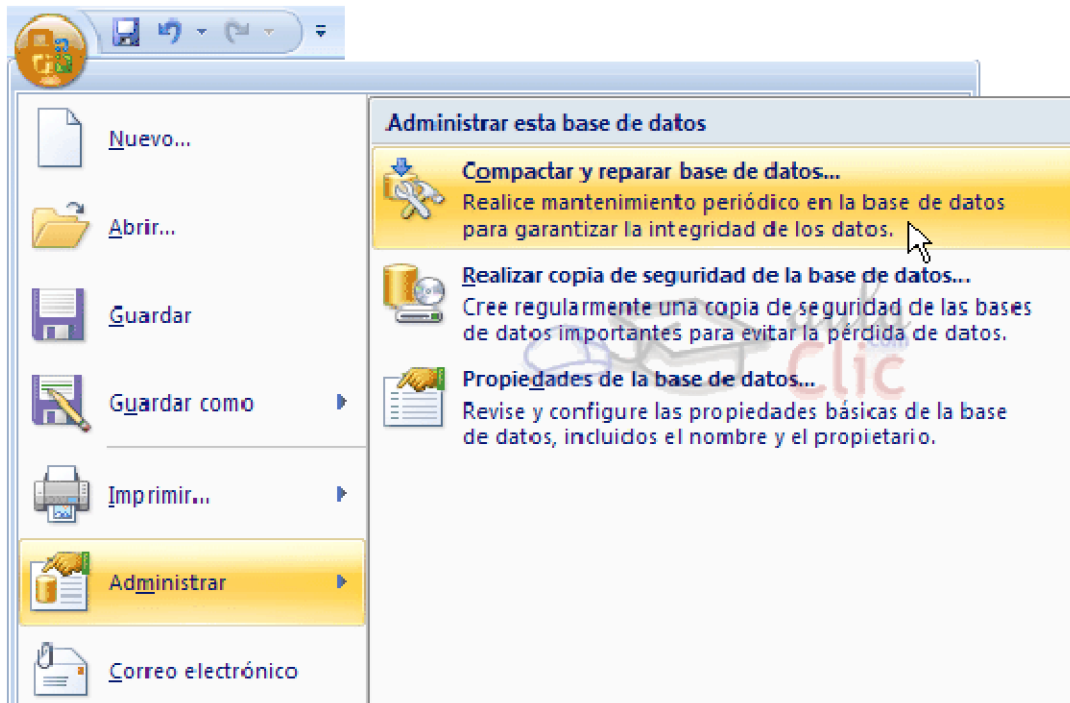 Nuevo...
Abrir...
Guardar
Guardar como
Imprimir...
Administrar
Correo electrónico
Administrar esta base de datos
Compactar y reparar base de datos...
Realice mantenimiento periódico en la base de datos
para garantizar la integridad de los datos.
Realizar copia de seguridad de la base de datos...
Cree regularmente una copia de seguridad de las bases
de datos importantes para evitar la pérdida de datos.
Propiedades de la base de datos...
Revise y configure las propiedades básicas de la base
de datos, incluidos el nombre y el propietario.
aula
.com
Clic